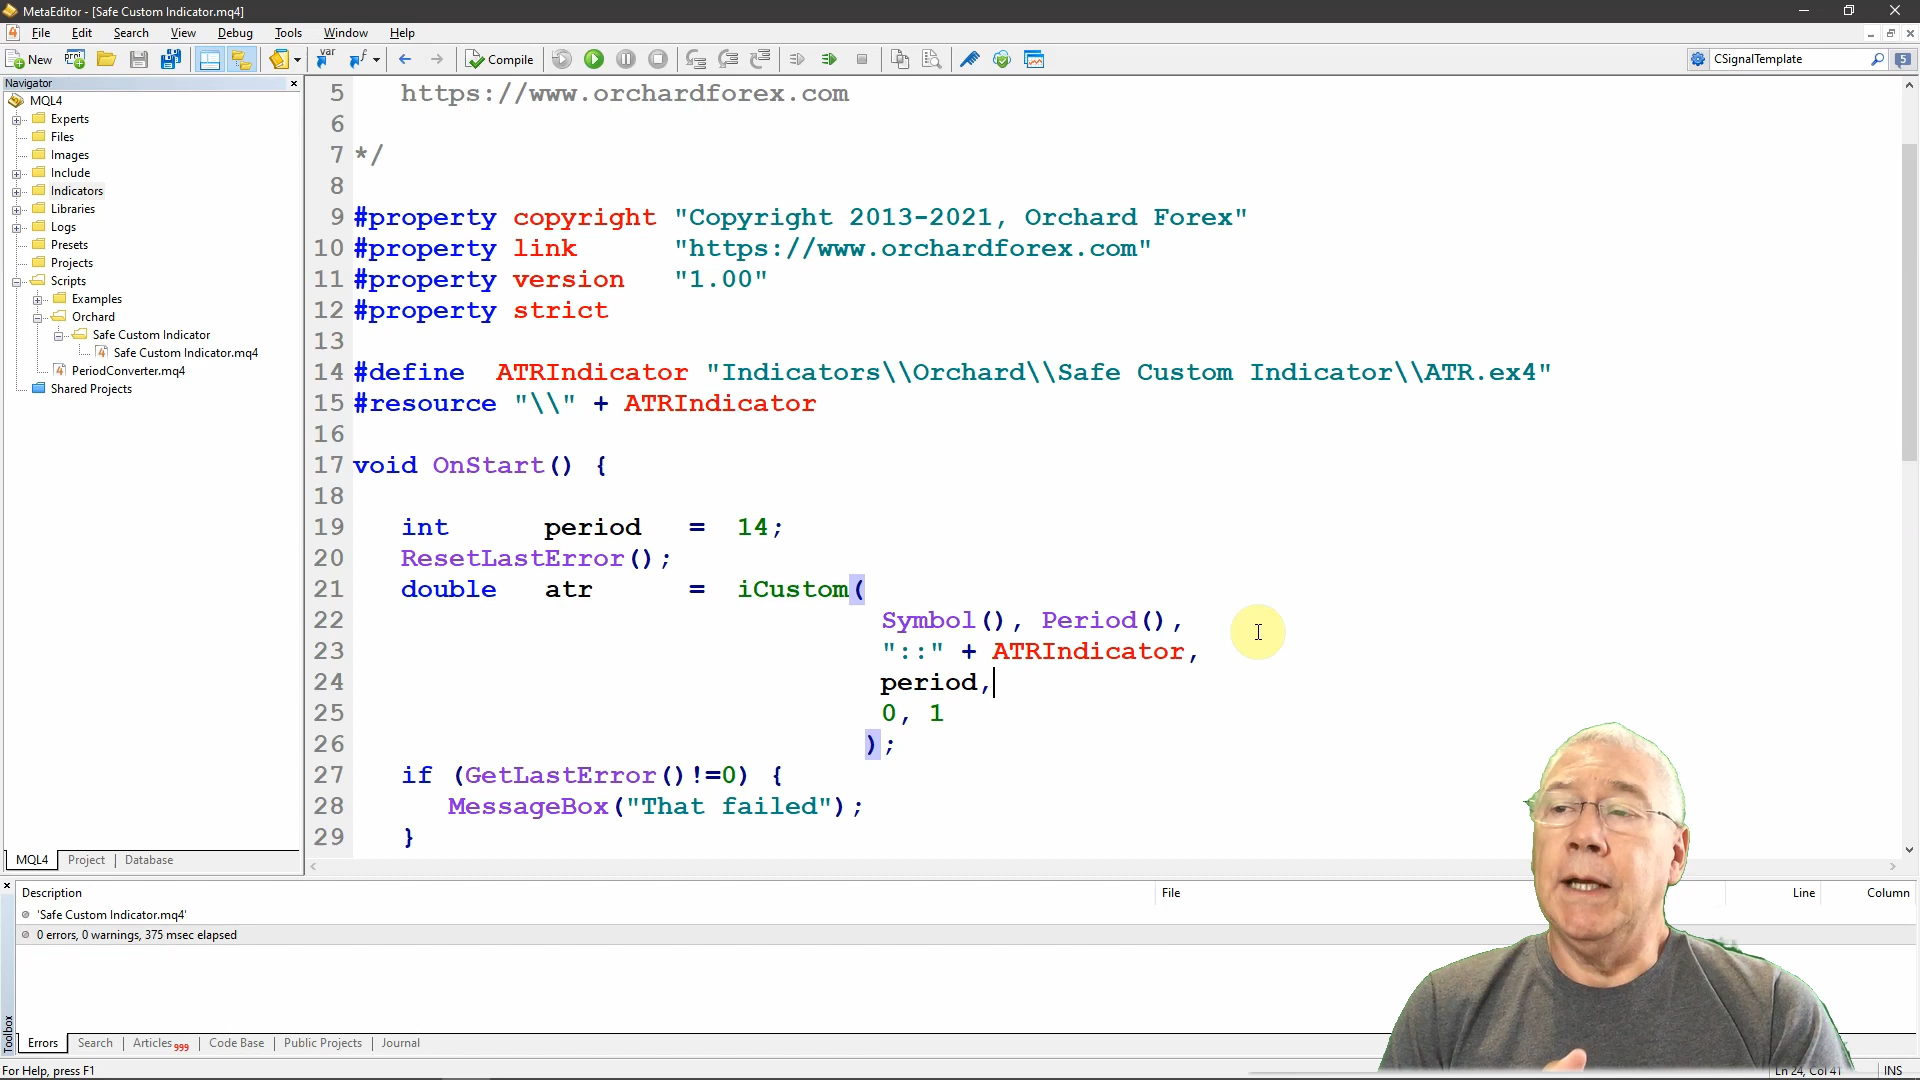 MetaEditor - [Safe Custom Indicator.mq4]
File Edit Search View Debug Tools Window Help
New Compile CSignalTemplate 5
Navigator
MQL4
Experts
Files
Images
Include
Indicators
Libraries
Logs
Presets
Projects
Scripts
Examples
Orchard
Safe Custom Indicator
Safe Custom Indicator.mq4
PeriodConverter.mq4
Shared Projects
MQL4 Project Database
5 https://www.orchardforex.com
6
7 */
8
9 #property copyright "Copyright 2013-2021, Orchard Forex"
10 #property link "https://www.orchardforex.com"
11 #property version "1.00"
12 #property strict
13
14 #define ATRIndicator "Indicators\\Orchard\\Safe Custom Indicator\\ATR.ex4"
15 #resource "\\" + ATRIndicator
16
17 void OnStart() {
18
19 int period = 14;
20 ResetLastError();
21 double atr = iCustom(
22 Symbol(), Period(),
23 "::" + ATRIndicator,
24 period,
25 0, 1
26 );
27 if (GetLastError()!=0) {
28 MessageBox("That failed");
29 }
Description File Line Column
'Safe Custom Indicator.mq4'
0 errors, 0 warnings, 375 msec elapsed
Toolbox
Errors Search Articles 999 Code Base Public Projects Journal
For Help, press F1 Ln 24, Col 41 INS